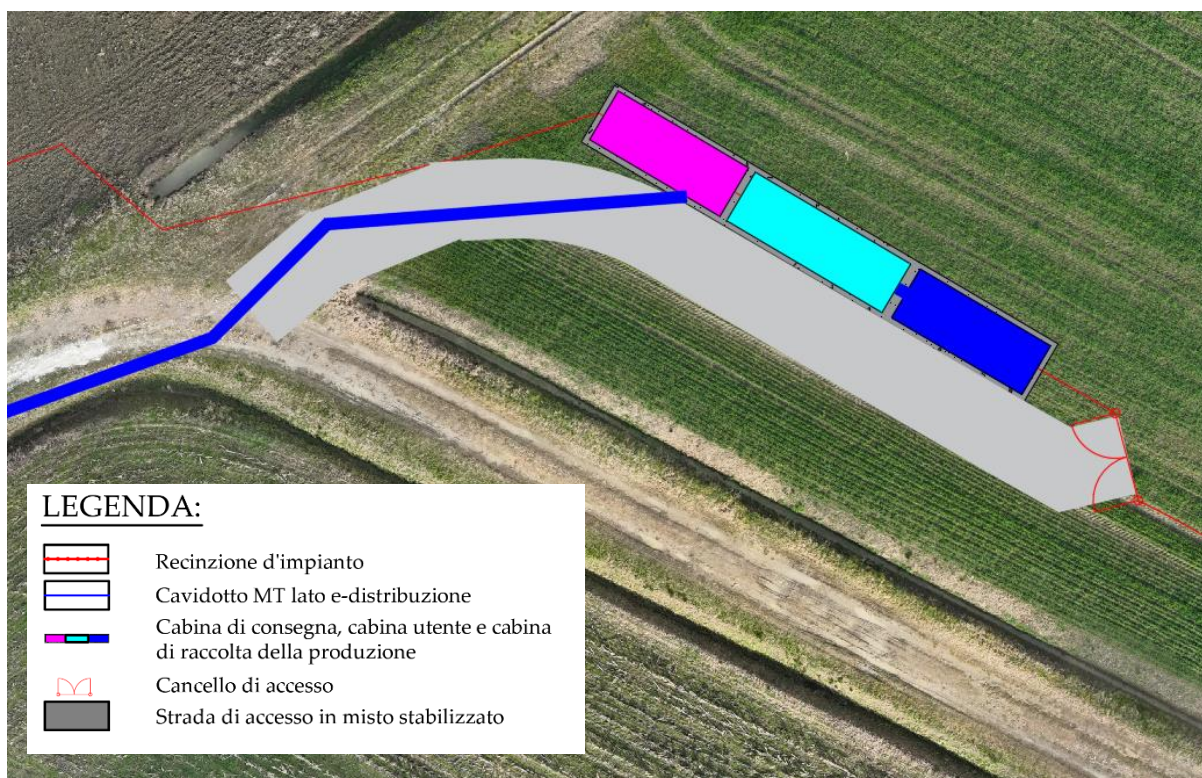 LEGENDA:
Recinzione d'impianto
Cavidotto MT lato e-distribuzione
Cabina di consegna, cabina utente e cabina
di raccolta della produzione
Cancello di accesso
Strada di accesso in misto stabilizzato